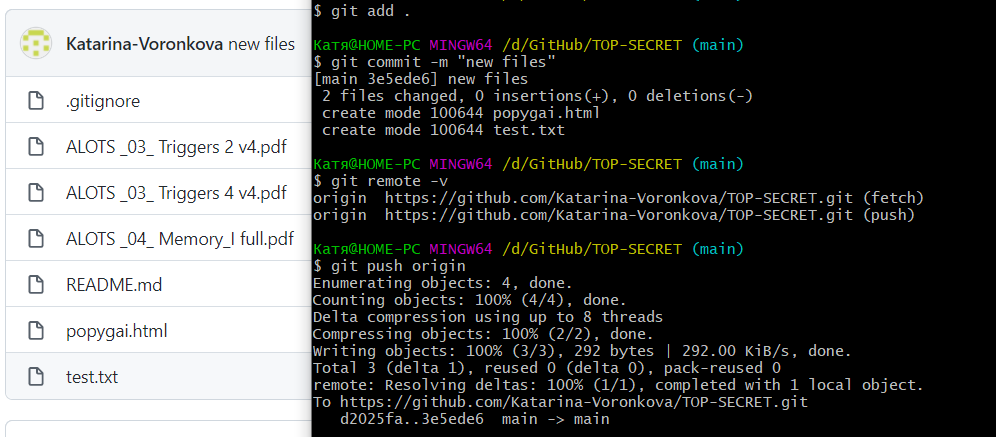 Katarina-Voronkova new files
.gitignore
ALOTS _03_ Triggers 2 v4.pdf
ALOTS _03_ Triggers 4 v4.pdf
ALOTS _04_ Memory_I full.pdf
README.md
popygai.html
test.txt
$ git add .
Катя@HOME-PC MINGW64 /d/GitHub/TOP-SECRET (main)
$ git commit -m "new files"
[main 3e5ede6] new files
2 files changed, 0 insertions(+), 0 deletions(-)
create mode 100644 popygai.html
create mode 100644 test.txt
Катя@HOME-PC MINGW64 /d/GitHub/TOP-SECRET (main)
$ git remote -v
origin https://github.com/Katarina-Voronkova/TOP-SECRET.git (fetch)
origin https://github.com/Katarina-Voronkova/TOP-SECRET.git (push)
Катя@HOME-PC MINGW64 /d/GitHub/TOP-SECRET (main)
$ git push origin
Enumerating objects: 4, done.
Counting objects: 100% (4/4), done.
Delta compression using up to 8 threads
Compressing objects: 100% (2/2), done.
Writing objects: 100% (3/3), 292 bytes | 292.00 KiB/s, done.
Total 3 (delta 1), reused 0 (delta 0), pack-reused 0
remote: Resolving deltas: 100% (1/1), completed with 1 local object.
To https://github.com/Katarina-Voronkova/TOP-SECRET.git
d2025fa..3e5ede6 main -> main